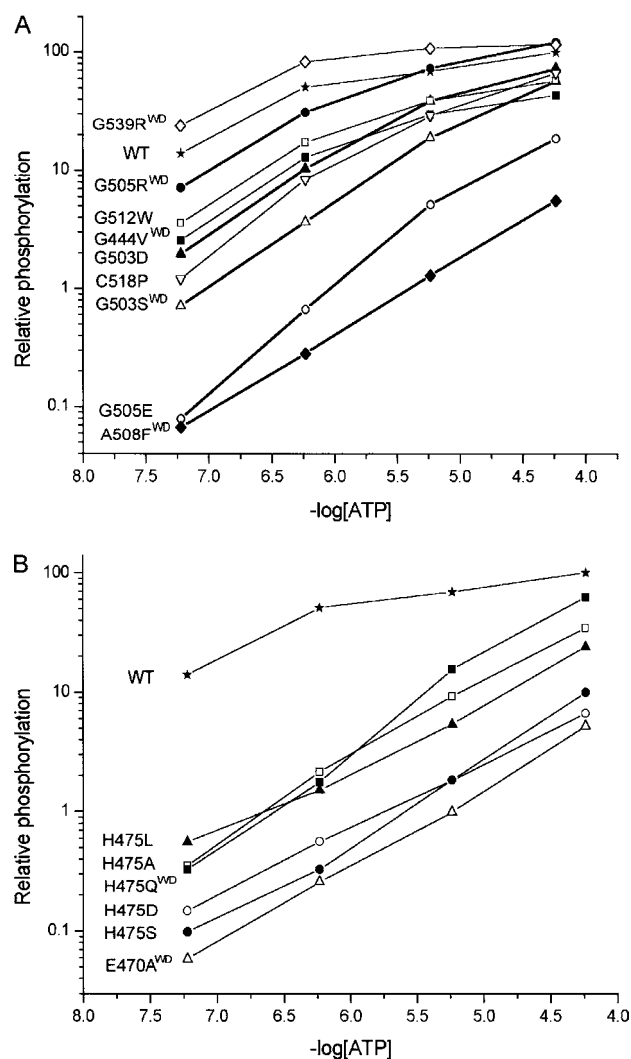 A
100
10
1
0.1
Relative phosphorylation
G539R^WD
WT
G505R^WD
G512W
G444V^WD
G503D
C518P
G503S^WD
G505E
A508F^WD
8.0 7.5 7.0 6.5 6.0 5.5 5.0 4.5 4.0
-log[ATP]
B
100
10
1
0.1
Relative phosphorylation
WT
H475L
H475A
H475Q^WD
H475D
H475S
E470A^WD
8.0 7.5 7.0 6.5 6.0 5.5 5.0 4.5 4.0
-log[ATP]